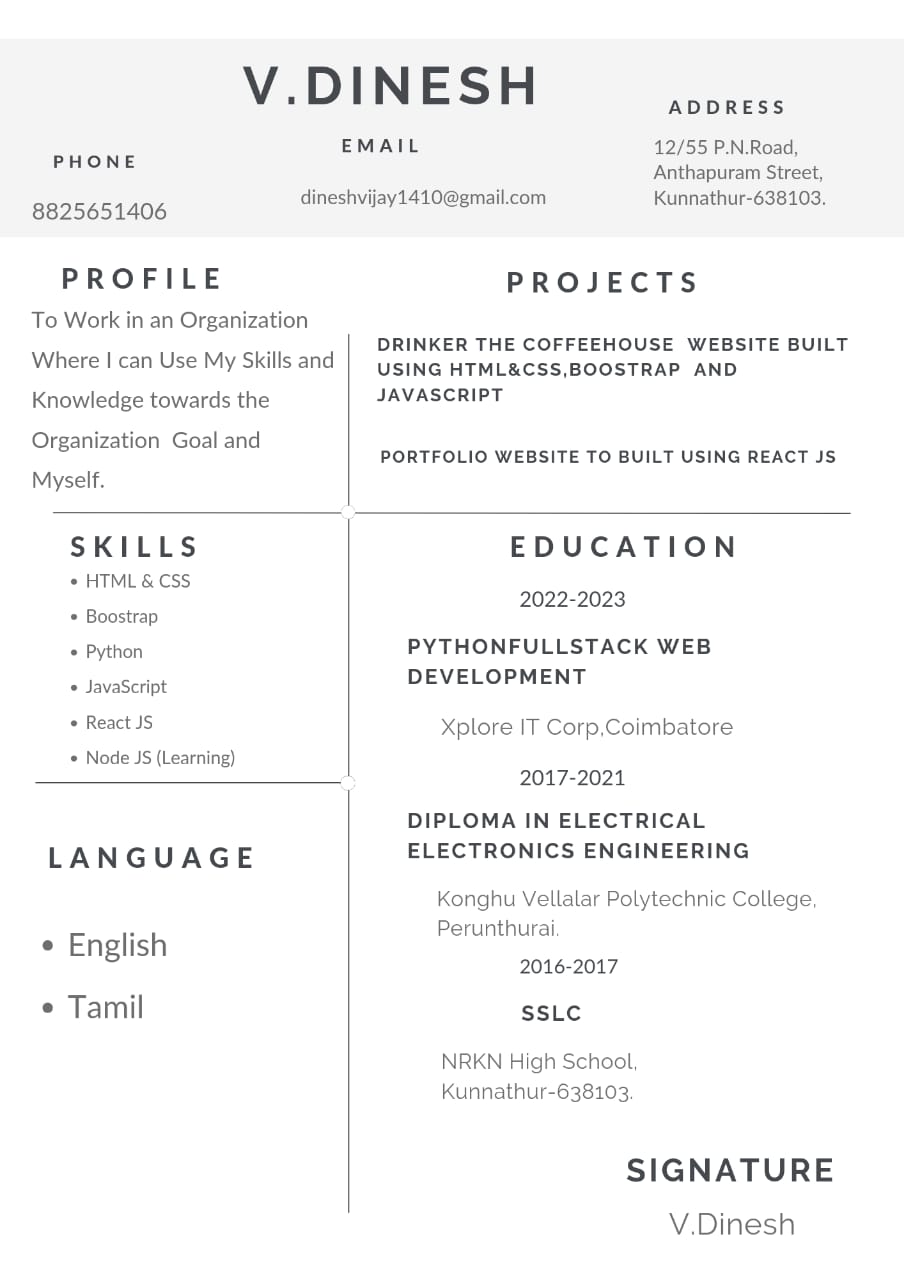 V.DINESH
PHONE
8825651406
EMAIL
dineshvijay1410@gmail.com
ADDRESS
12/55 P.N.Road,
Anthapuram Street,
Kunnathur-638103.
PROFILE
To Work in an Organization
Where I can Use My Skills and
Knowledge towards the
Organization  Goal and
Myself.
PROJECTS
DRINKER THE COFFEEHOUSE  WEBSITE BUILT
USING HTML&CSS,BOOSTRAP  AND
JAVASCRIPT
PORTFOLIO WEBSITE TO BUILT USING REACT JS
SKILLS
• HTML & CSS
• Boostrap
• Python
• JavaScript
• React JS
• Node JS (Learning)
LANGUAGE
• English
• Tamil
EDUCATION
2022-2023
PYTHONFULLSTACK WEB
DEVELOPMENT
Xplore IT Corp,Coimbatore
2017-2021
DIPLOMA IN ELECTRICAL
ELECTRONICS ENGINEERING
Konghu Vellalar Polytechnic College,
Perunthurai.
2016-2017
SSLC
NRKN High School,
Kunnathur-638103.
SIGNATURE
V.Dinesh